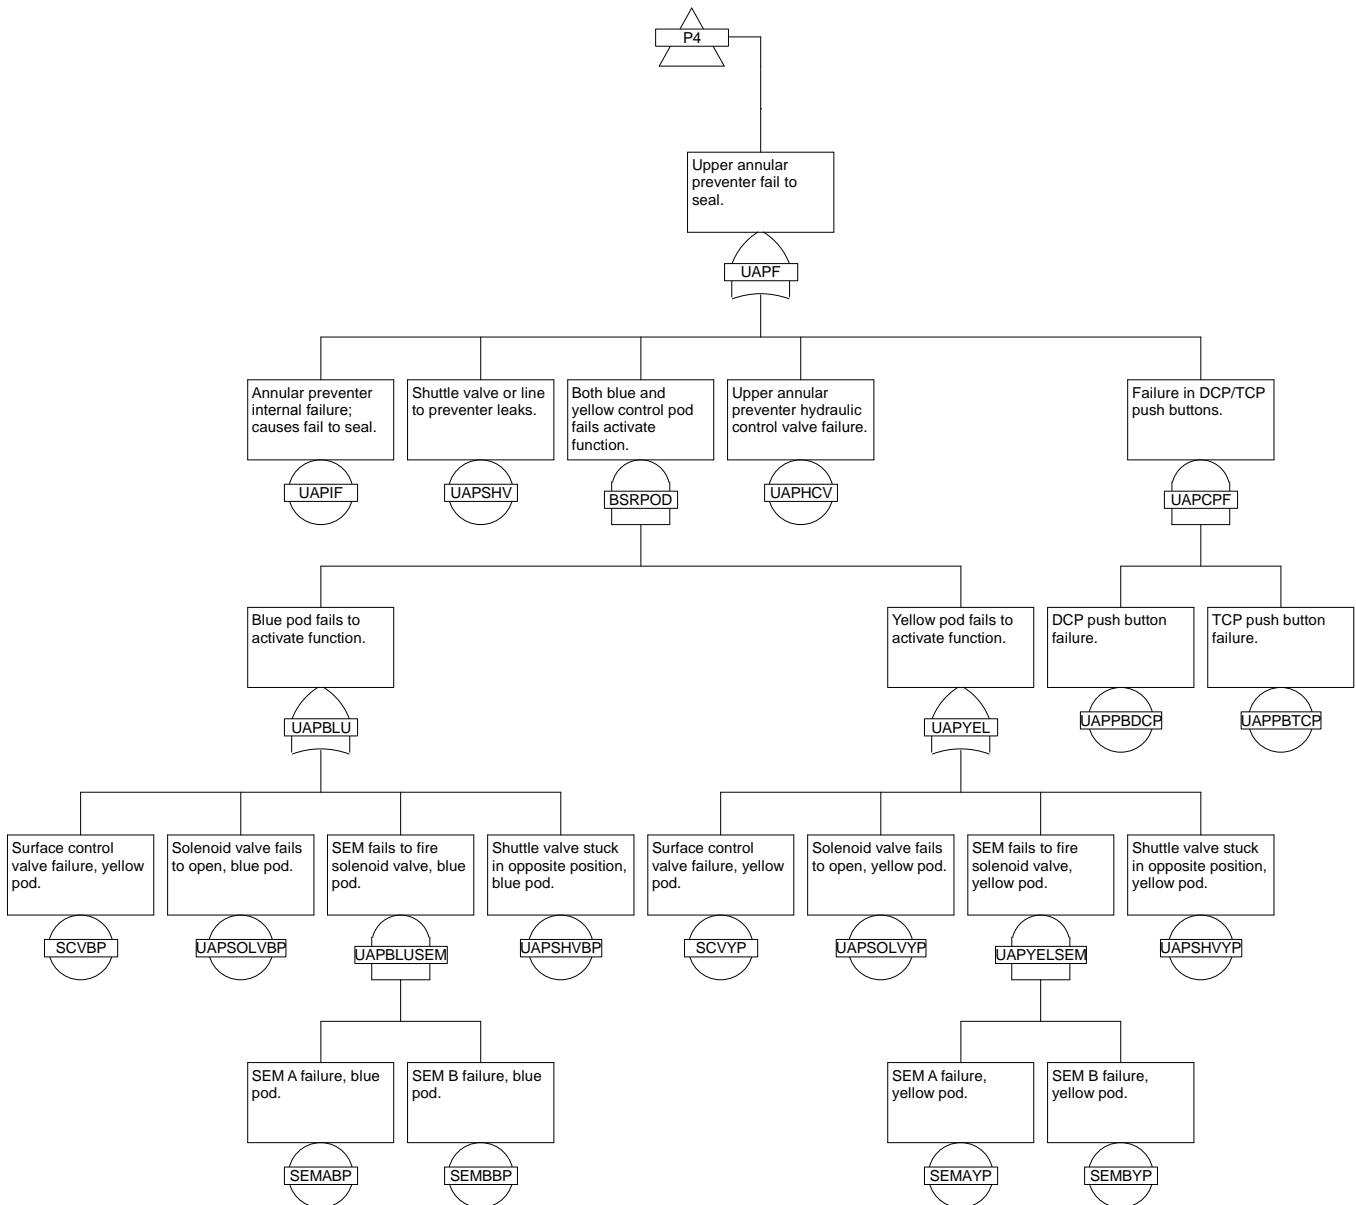 P4
Upper annular
preventer fail to
seal.
UAPF
Annular preventer
internal failure;
causes fail to seal.
UAPIF
Shuttle valve or line
to preventer leaks.
UAPSHV
Both blue and
yellow control pod
fails activate
function.
BSRPOD
Upper annular
preventer hydraulic
control valve failure.
UAPHCV
Failure in DCP/TCP
push buttons.
UAPCPF
Blue pod fails to
activate function.
UAPBLU
Yellow pod fails to
activate function.
UAPYEL
DCP push button
failure.
UAPPBDCP
TCP push button
failure.
UAPPBTCP
Surface control
valve failure, yellow
pod.
SCVBP
Solenoid valve fails
to open, blue pod.
UAPSOLVBP
SEM fails to fire
solenoid valve, blue
pod.
UAPBLUSEM
Shuttle valve stuck
in opposite position,
blue pod.
UAPSHVBP
Surface control
valve failure, yellow
pod.
SCVYP
Solenoid valve fails
to open, yellow pod.
UAPSOLVYP
SEM fails to fire
solenoid valve,
yellow pod.
UAPYELSEM
Shuttle valve stuck
in opposite position,
yellow pod.
UAPSHVYP
SEM A failure, blue
pod.
SEMABP
SEM B failure, blue
pod.
SEMBBP
SEM A failure,
yellow pod.
SEMAYP
SEM B failure,
yellow pod.
SEMBYP